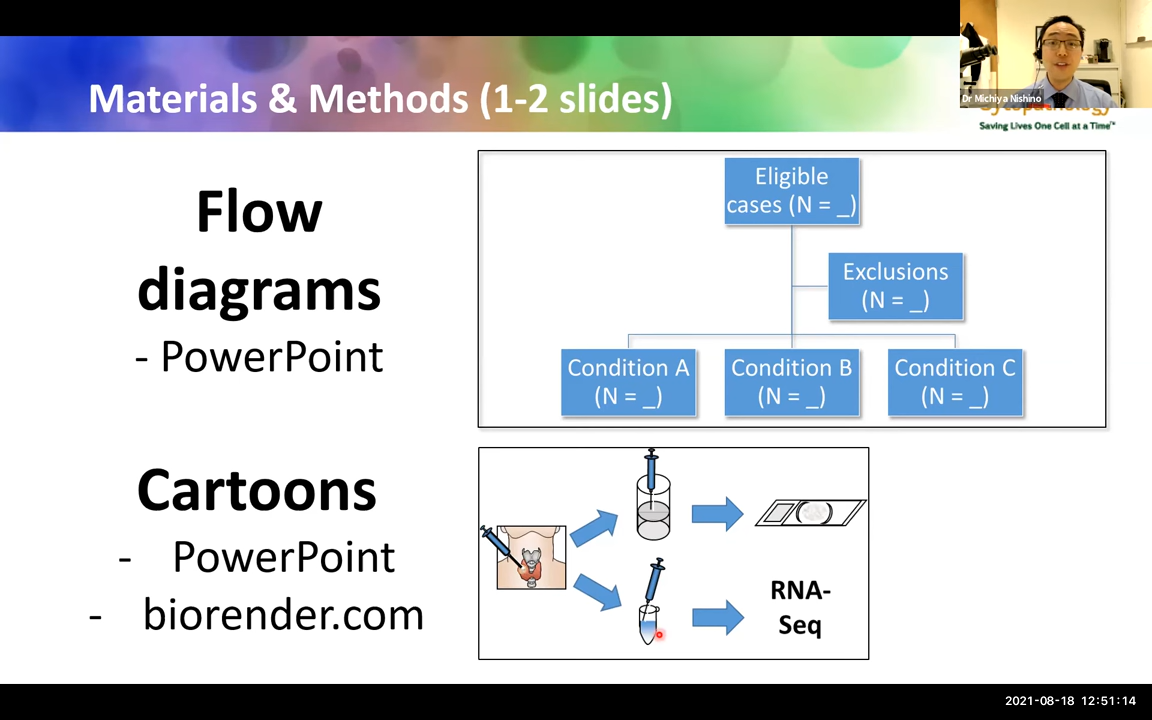 Materials & Methods (1-2 slides)
Dr Michiya Nishino
Saving Lives One Cell at a Time™
Flow
diagrams
- PowerPoint
Eligible
cases (N = _)
Exclusions
(N = _)
Condition A
(N = _)
Condition B
(N = _)
Condition C
(N = _)
Cartoons
- PowerPoint
- biorender.com
RNA-
Seq
2021-08-18 12:51:14